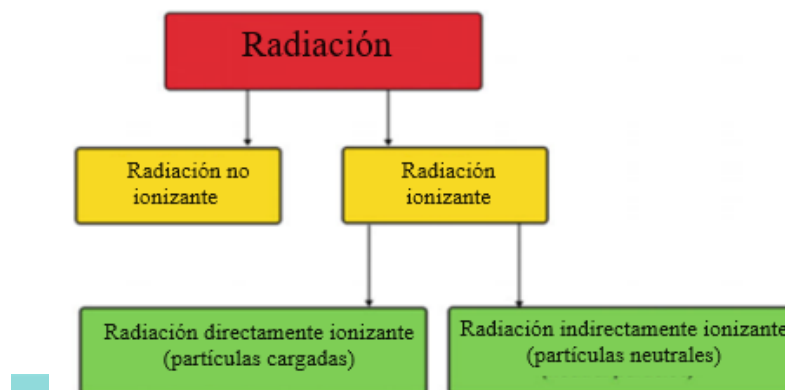 Radiación
Radiación no
ionizante
Radiación
ionizante
Radiación directamente ionizante
(partículas cargadas)
Radiación indirectamente ionizante
(partículas neutrales)